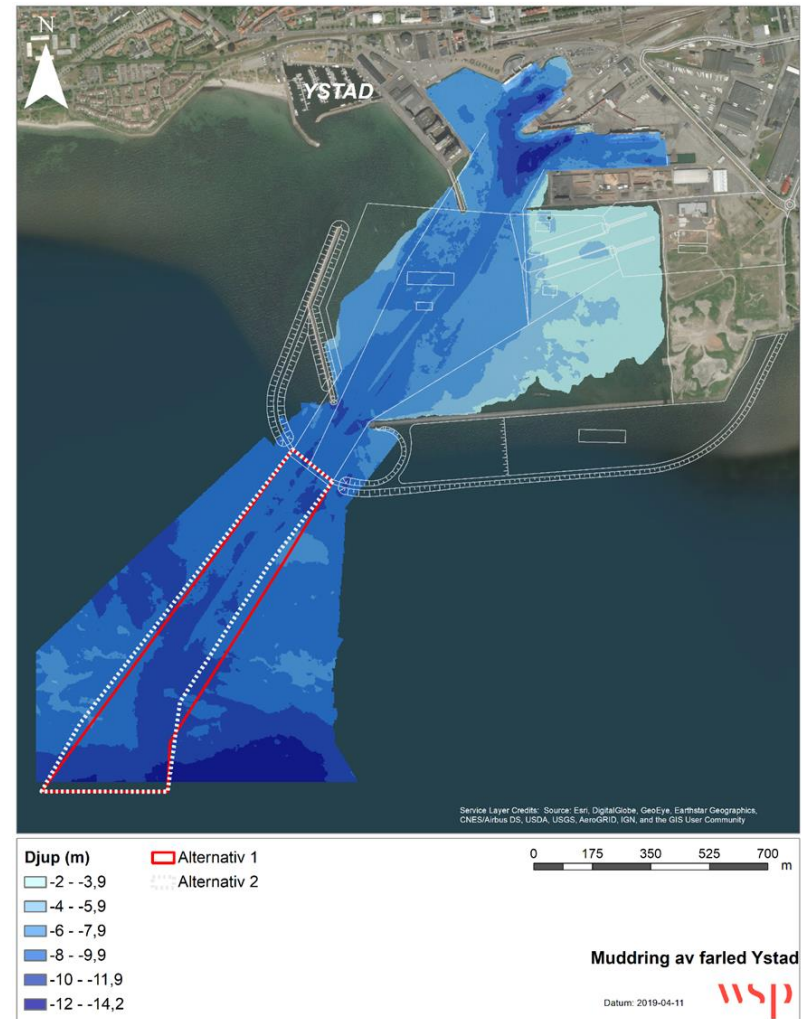 N
YSTAD
Service Layer Credits: Source: Esri, DigitalGlobe, GeoEye, Earthstar Geographics,
CNES/Airbus DS, USDA, USGS, AeroGRID, IGN, and the GIS User Community
Djup (m)
-2 - -3,9
-4 - -5,9
-6 - -7,9
-8 - -9,9
-10 - -11,9
-12 - -14,2
Alternativ 1
Alternativ 2
0 175 350 525 700
m
Muddring av farled Ystad
Datum: 2019-04-11
wsp